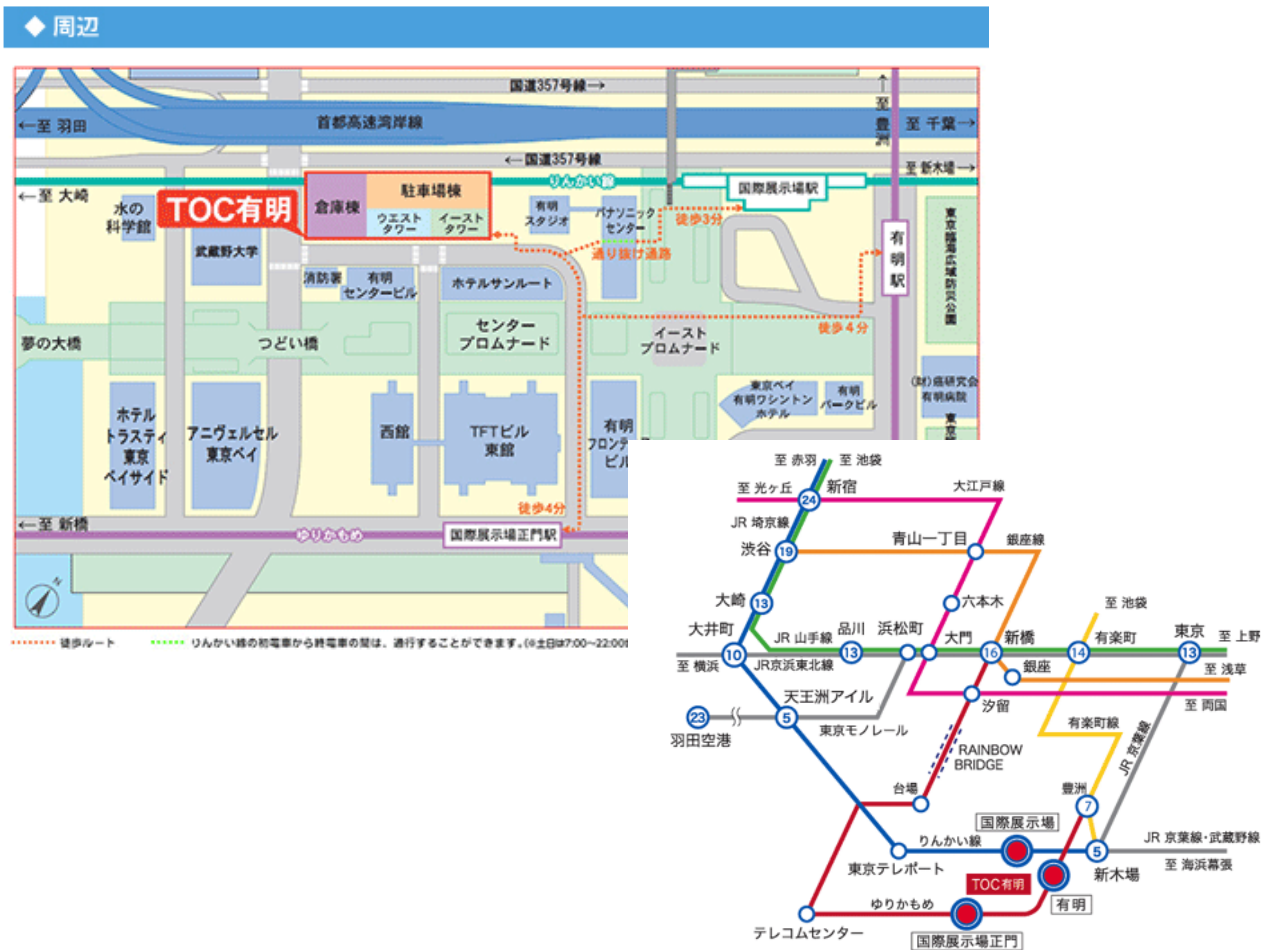 ◆ 周辺
国道357号線→
←至 羽田
首都高速湾岸線
↑至豊洲
至 千葉→
←国道357号線
至 新木場→
←至 大崎
りんかい線
国際展示場駅
水の
科学館
TOC有明
倉庫棟
駐車場棟
ウエスト
タワー
イースト
タワー
有明
スタジオ
パナソニック
センター
徒歩3分
通り抜け通路
武蔵野大学
有明駅
東京臨海広域防災公園
消防署
有明
センタービル
ホテルサンルート
夢の大橋
つどい橋
センター
プロムナード
イースト
プロムナード
徒歩4分
ホテル
トラスティ
東京
ベイサイド
アニヴェルセル
東京ベイ
西館
TFTビル
東館
有明
フロンティア
ビル
東京ベイ
有明ワシントン
ホテル
有明
パークビル
(財)癌研究会
有明病院
徒歩4分
←至 新橋
ゆりかもめ
国際展示場正門駅
N
徒歩ルート
りんかい線の初電車から終電車の間は、通行することができます。(※土日は7:00~22:00
至 赤羽
至 池袋
至 光ヶ丘
新宿
24
大江戸線
JR 埼京線
渋谷
19
青山一丁目
銀座線
大崎
13
六本木
至 池袋
大井町
10
JR 山手線
品川
13
浜松町
大門
新橋
16
有楽町
14
東京
13
至 上野
至 横浜
JR京浜東北線
銀座
至 浅草
天王洲アイル
5
汐留
至 両国
23
羽田空港
東京モノレール
有楽町線
JR 京葉線
RAINBOW
BRIDGE
台場
豊洲
7
国際展示場
りんかい線
JR 京葉線・武蔵野線
東京テレポート
5
新木場
至 海浜幕張
TOC有明
有明
ゆりかもめ
テレコムセンター
国際展示場正門